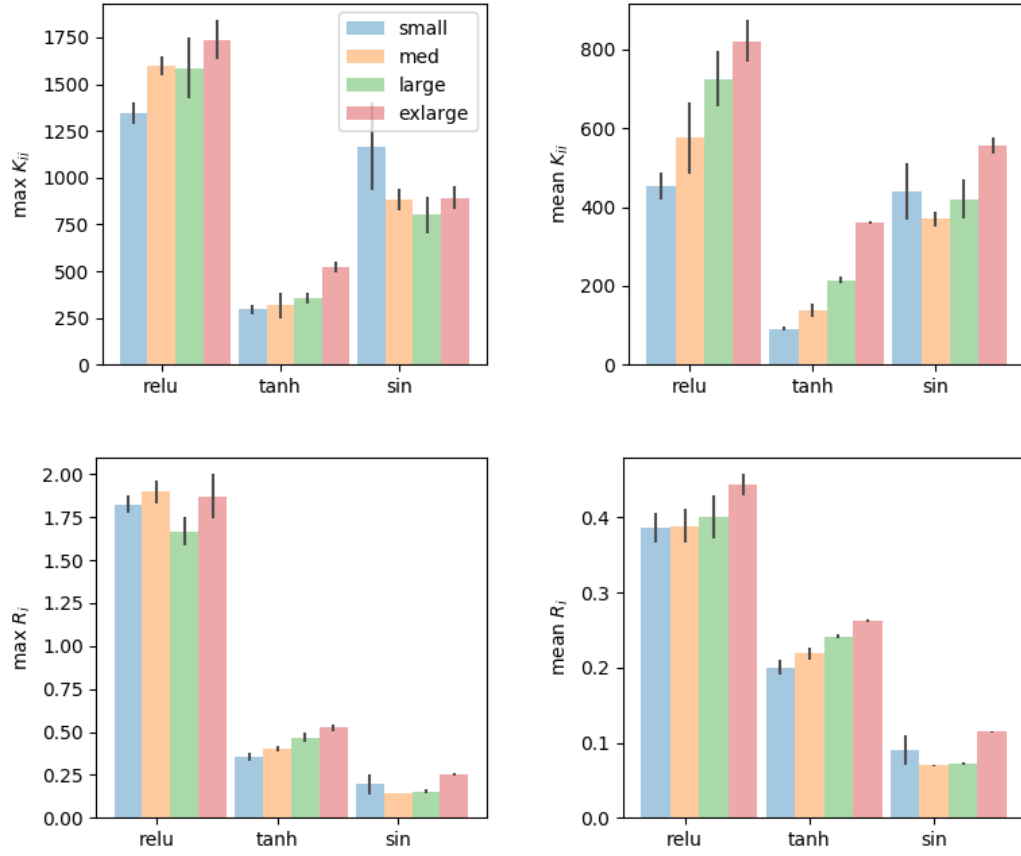 max K_ii
1750
1500
1250
1000
750
500
250
0
small
med
large
exlarge
relu
tanh
sin
mean K_ii
800
600
400
200
0
relu
tanh
sin
max R_i
2.00
1.75
1.50
1.25
1.00
0.75
0.50
0.25
0.00
relu
tanh
sin
mean R_i
0.4
0.3
0.2
0.1
0.0
relu
tanh
sin